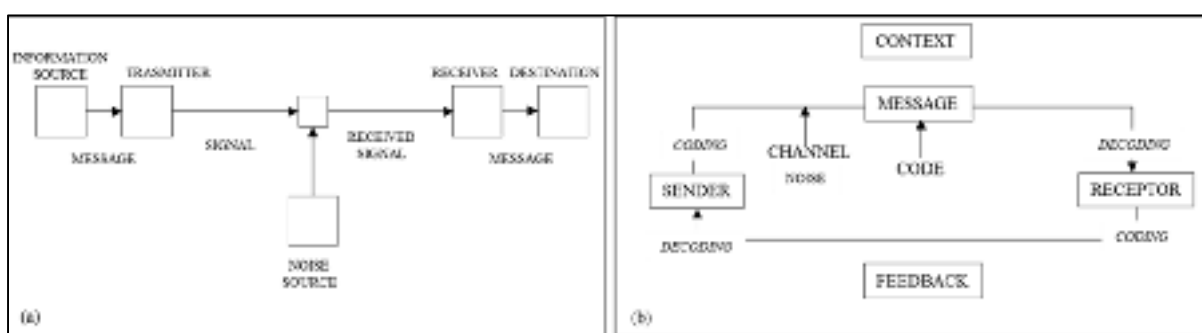 INFORMATION
SOURCE
TRASMITTER
RECEIVER
DESTINATION
MESSAGE
SIGNAL
RECEIVED
SIGNAL
MESSAGE
NOISE
SOURCE
(a)
CONTEXT
MESSAGE
CODING
CHANNEL
NOISE
CODE
DECODING
SENDER
RECEPTOR
DECODING
CODING
FEEDBACK
(b)